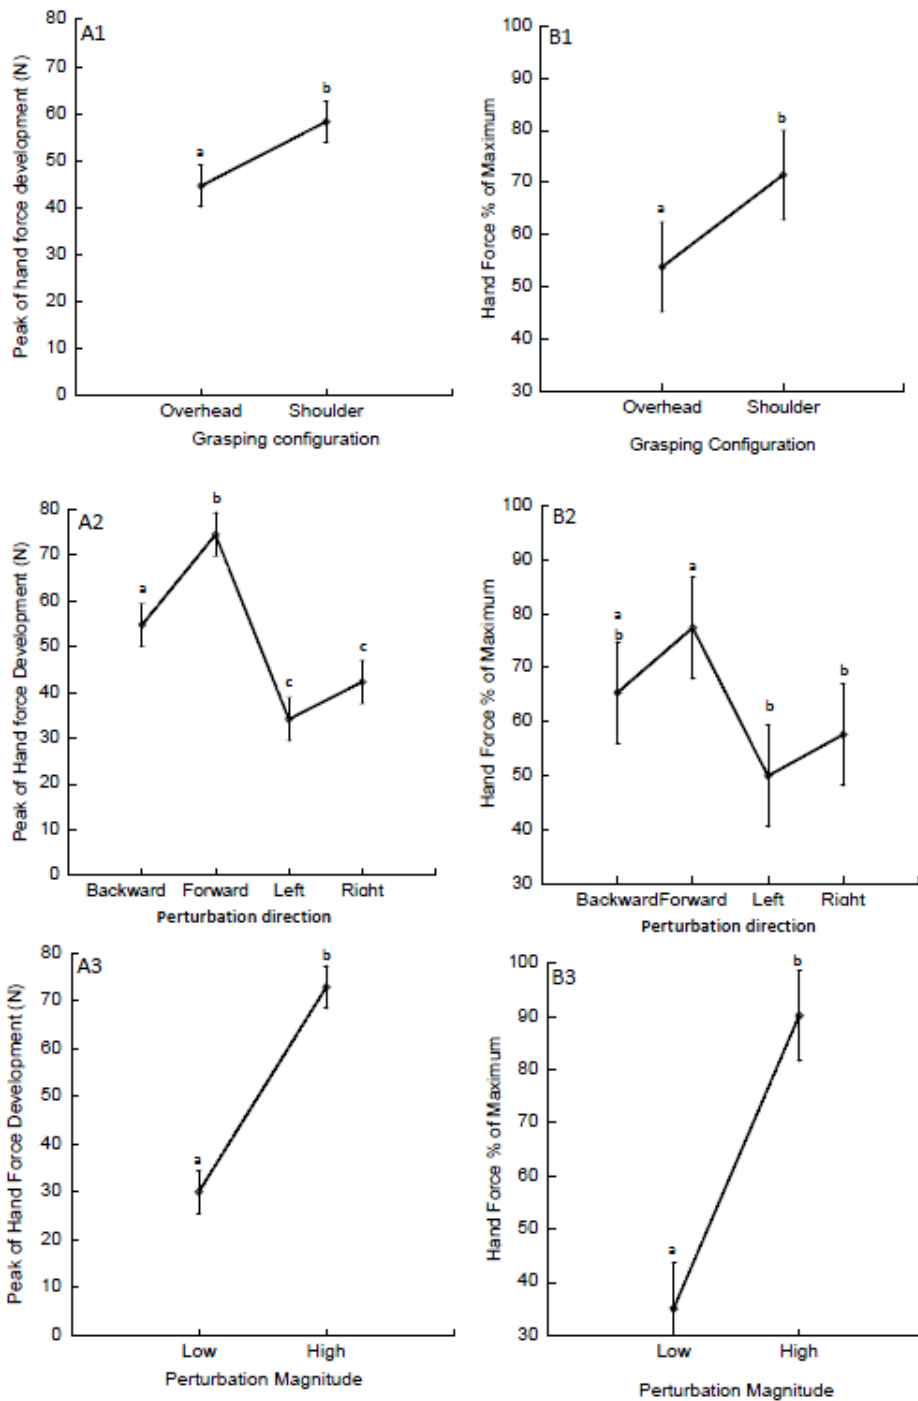 A1
Peak of hand force development (N)
80
70
60
50
40
30
20
10
0
a
b
Overhead Shoulder
Grasping configuration
B1
Hand Force % of Maximum
100
90
80
70
60
50
40
30
a
b
Overhead Shoulder
Grasping Configuration
A2
Peak of Hand force Development (N)
80
70
60
50
40
30
20
10
0
a
b
c
c
Backward Forward Left Right
Perturbation direction
B2
Hand Force % of Maximum
100
90
80
70
60
50
40
30
a
b
a
b
b
BackwardForward Left Right
Perturbation direction
A3
Peak of Hand Force Development (N)
80
70
60
50
40
30
20
10
0
a
b
Low High
Perturbation Magnitude
B3
Hand Force % of Maximum
100
90
80
70
60
50
40
30
a
b
Low High
Perturbation Magnitude